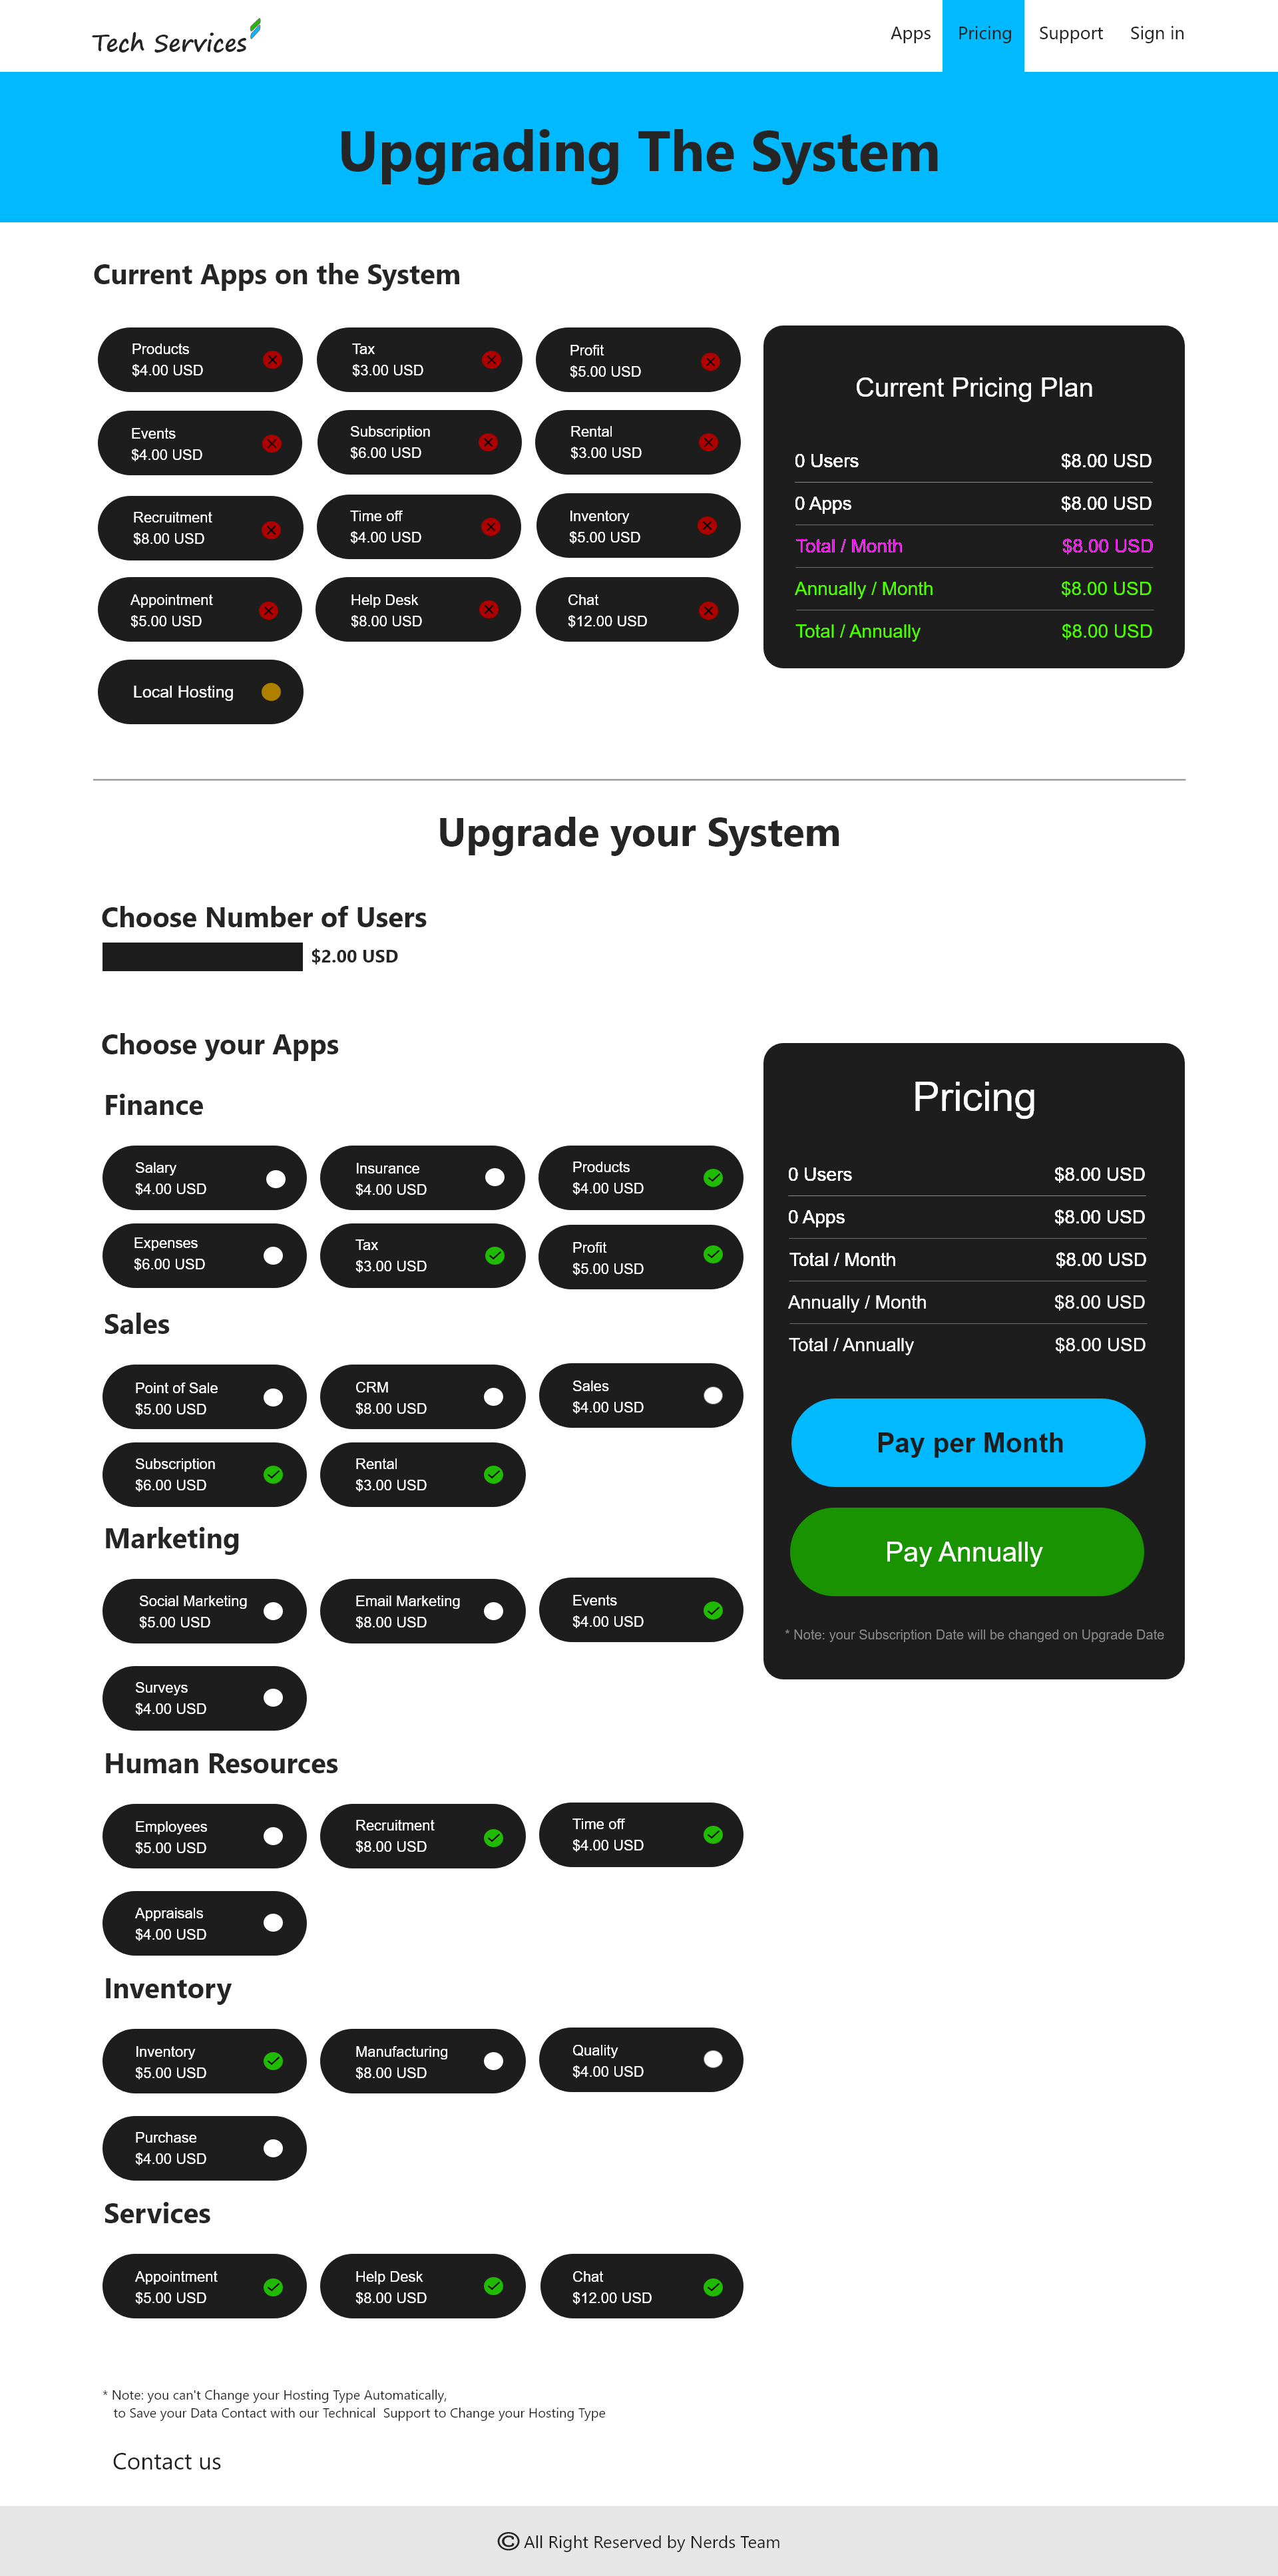 Tech Services
Apps
Pricing
Support
Sign in
Upgrading The System
Current Apps on the System
Products
$4.00 USD
Tax
$3.00 USD
Profit
$5.00 USD
Events
$4.00 USD
Subscription
$6.00 USD
Rental
$3.00 USD
Recruitment
$8.00 USD
Time off
$4.00 USD
Inventory
$5.00 USD
Appointment
$5.00 USD
Help Desk
$8.00 USD
Chat
$12.00 USD
Local Hosting
Current Pricing Plan
0 Users $8.00 USD
0 Apps $8.00 USD
Total / Month $8.00 USD
Annually / Month $8.00 USD
Total / Annually $8.00 USD
Upgrade your System
Choose Number of Users
$2.00 USD
Choose your Apps
Finance
Salary
$4.00 USD
Insurance
$4.00 USD
Products
$4.00 USD
Expenses
$6.00 USD
Tax
$3.00 USD
Profit
$5.00 USD
Sales
Point of Sale
$5.00 USD
CRM
$8.00 USD
Sales
$4.00 USD
Subscription
$6.00 USD
Rental
$3.00 USD
Marketing
Social Marketing
$5.00 USD
Email Marketing
$8.00 USD
Events
$4.00 USD
Surveys
$4.00 USD
Human Resources
Employees
$5.00 USD
Recruitment
$8.00 USD
Time off
$4.00 USD
Appraisals
$4.00 USD
Inventory
Inventory
$5.00 USD
Manufacturing
$8.00 USD
Quality
$4.00 USD
Purchase
$4.00 USD
Services
Appointment
$5.00 USD
Help Desk
$8.00 USD
Chat
$12.00 USD
Pricing
0 Users $8.00 USD
0 Apps $8.00 USD
Total / Month $8.00 USD
Annually / Month $8.00 USD
Total / Annually $8.00 USD
Pay per Month
Pay Annually
* Note: your Subscription Date will be changed on Upgrade Date
* Note: you can't Change your Hosting Type Automatically,
to Save your Data Contact with our Technical  Support to Change your Hosting Type
Contact us
© All Right Reserved by Nerds Team